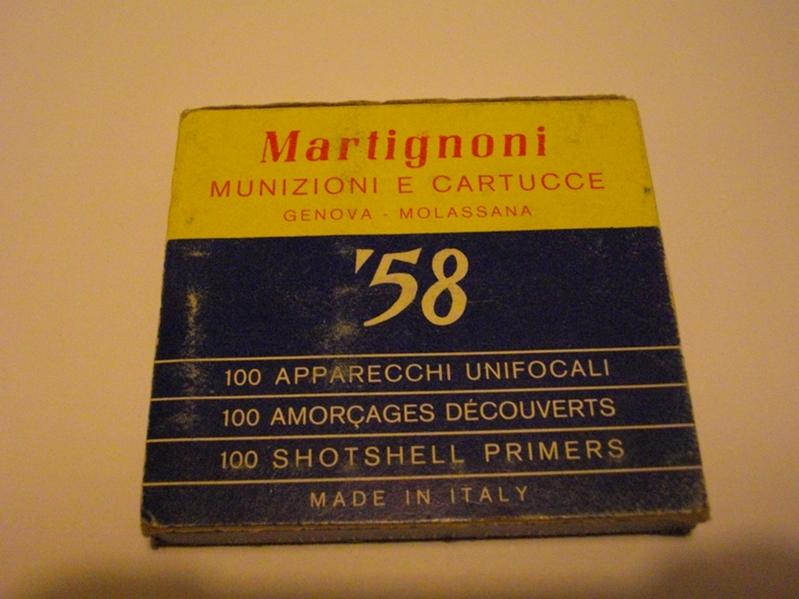 Martignoni
MUNIZIONI E CARTUCCE
GENOVA - MOLASSANA
'58
100 APPARECCHI UNIFOCALI
100 AMORÇAGES DÉCOUVERTS
100 SHOTSHELL PRIMERS
MADE IN ITALY